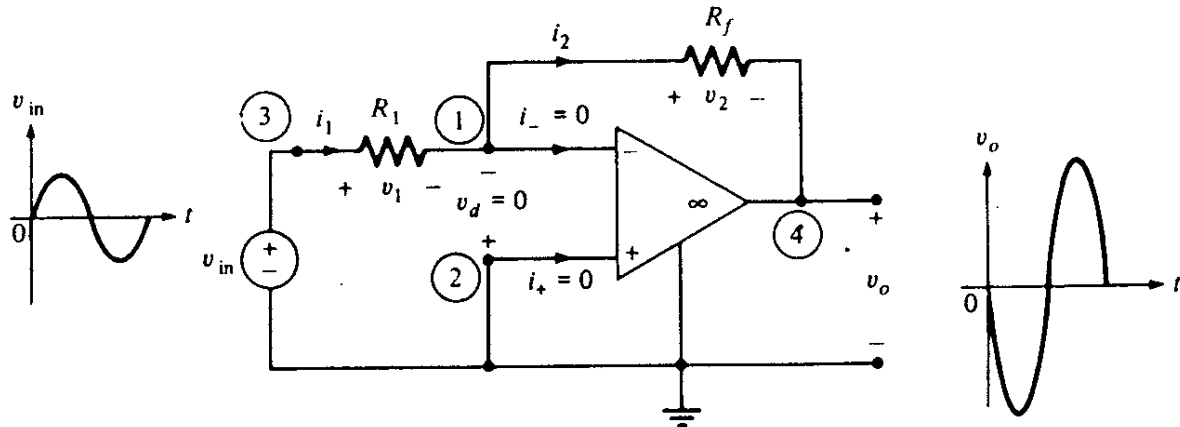 v_in
t
0
v_in
+
−
3
i_1
R_1
+ v_1 −
1
i_2
R_f
+ v_2 −
i_− = 0
−
v_d = 0
+
2
i_+ = 0
−
+
∞
4
+
v_o
−
v_o
0
t